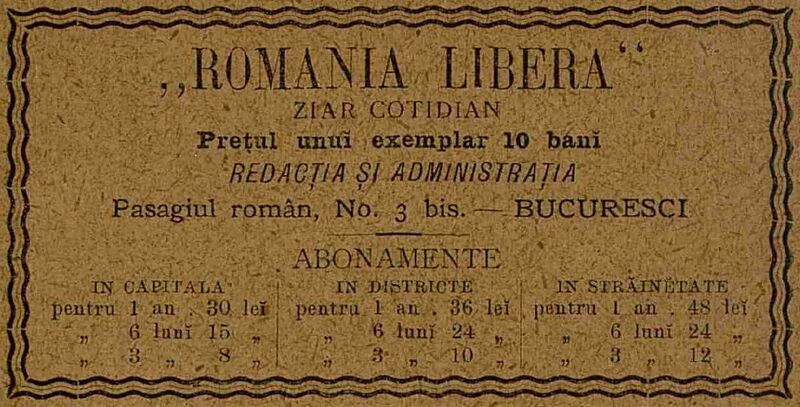 „ROMANIA LIBERA“
ZIAR COTIDIAN
Prețul unuĭ exemplar 10 banĭ
REDACȚIA ȘI ADMINISTRAȚIA
Pasagiul român, No. 3 bis. — BUCURESCI
ABONAMENTE
IN CAPITALA
pentru 1 an . 30 leĭ
„ 6 lunĭ 15 „
„ 3 „ 8 „
IN DISTRICTE
pentru 1 an . 36 leĭ
„ 6 lunĭ 24 „
„ 3 „ 10 „
IN STRĂINĔTATE
pentru 1 an . 48 leĭ
„ 6 lunĭ 24 „
„ 3 „ 12 „